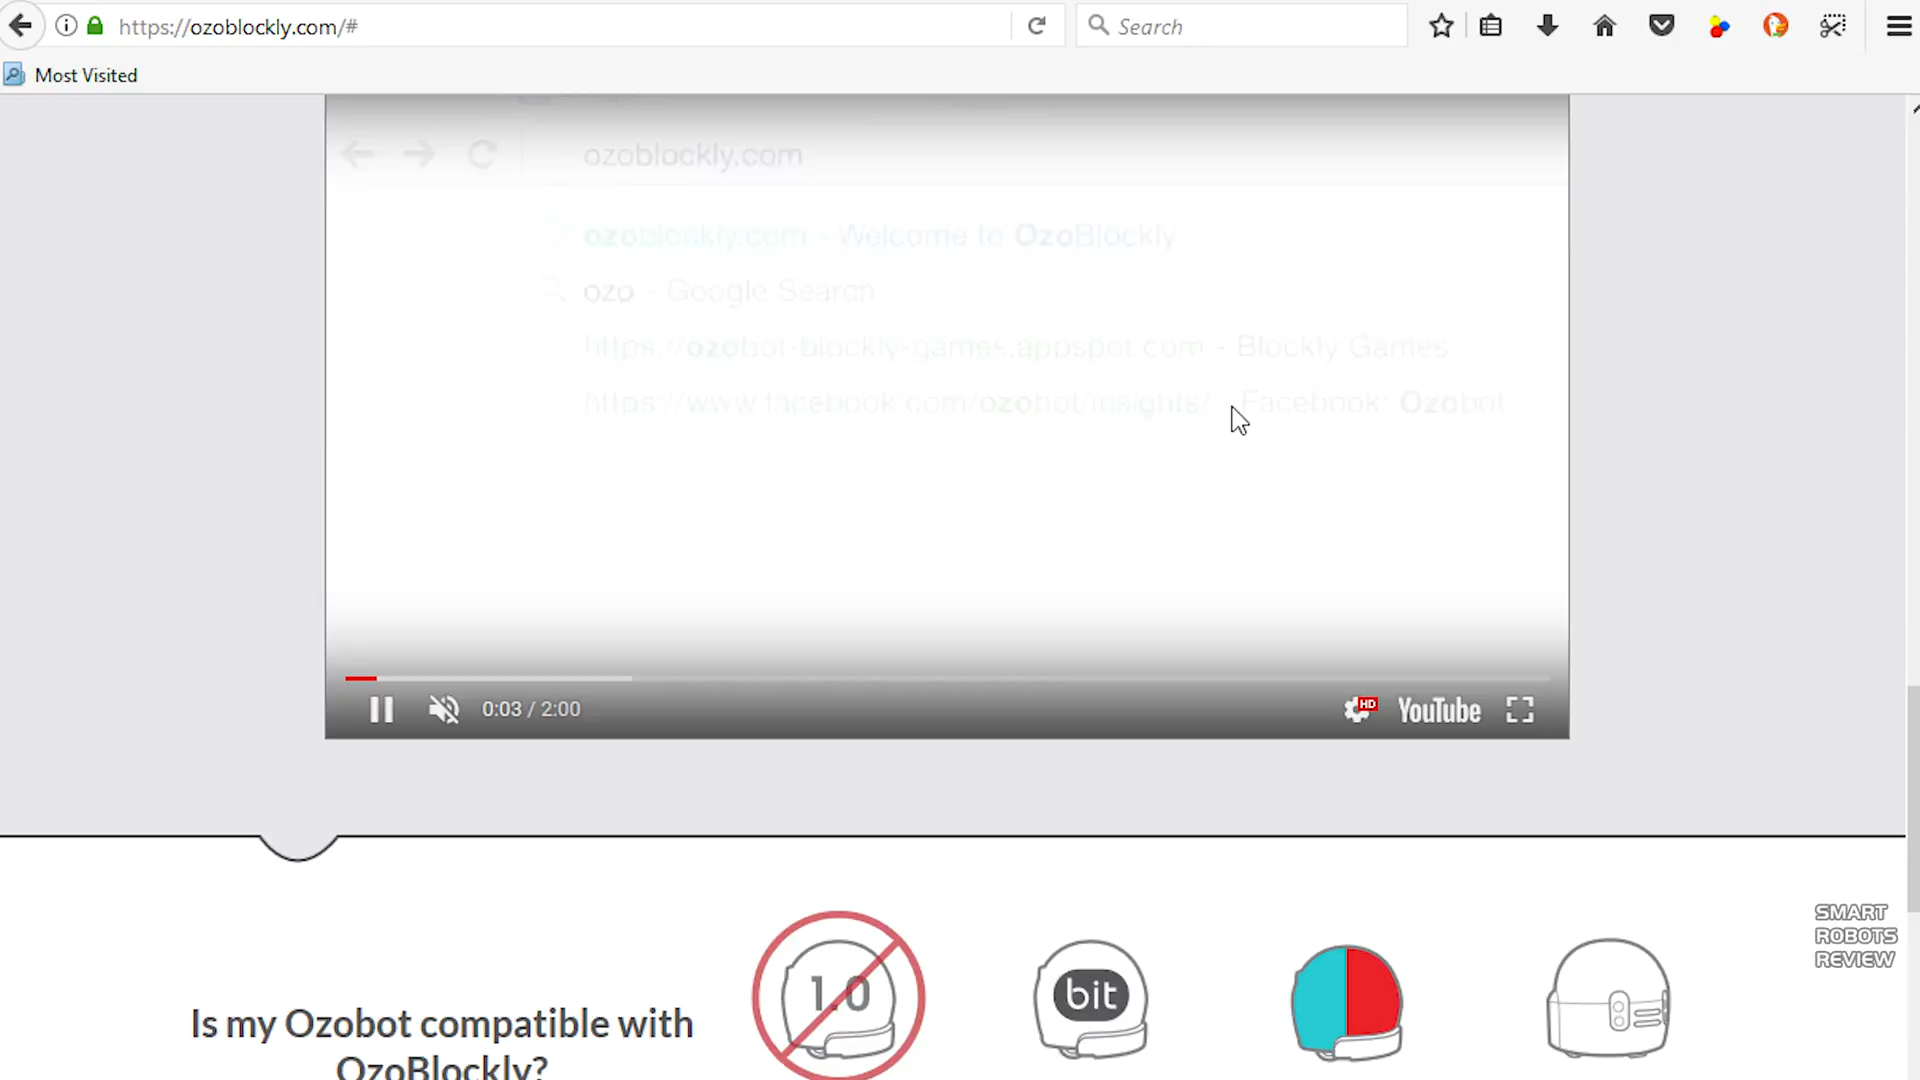 https://ozoblockly.com/#
Search
Most Visited
ozoblockly.com
ozoblockly.com - Welcome to OzoBlockly
ozo - Google Search
https://ozobot-blockly-games.appspot.com - Blockly Games
https://www.facebook.com/ozobot/insights/ - Facebook: Ozobot
0:03 / 2:00
HD
YouTube
1.0
bit
SMART
ROBOTS
REVIEW
Is my Ozobot compatible with
OzoBlockly?